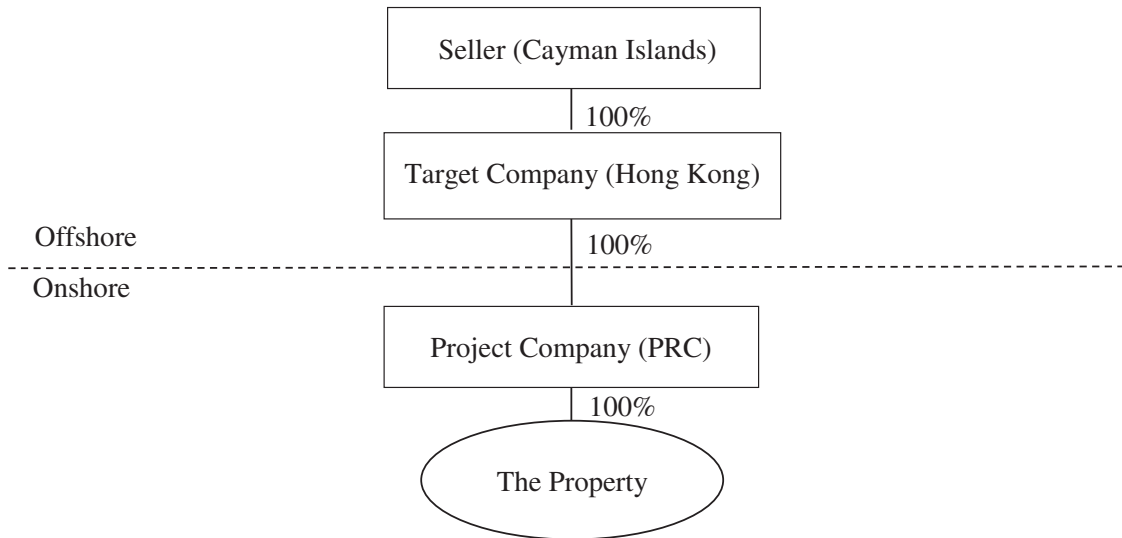 Seller (Cayman Islands)
100%
Target Company (Hong Kong)
Offshore
100%
Onshore
Project Company (PRC)
100%
The Property